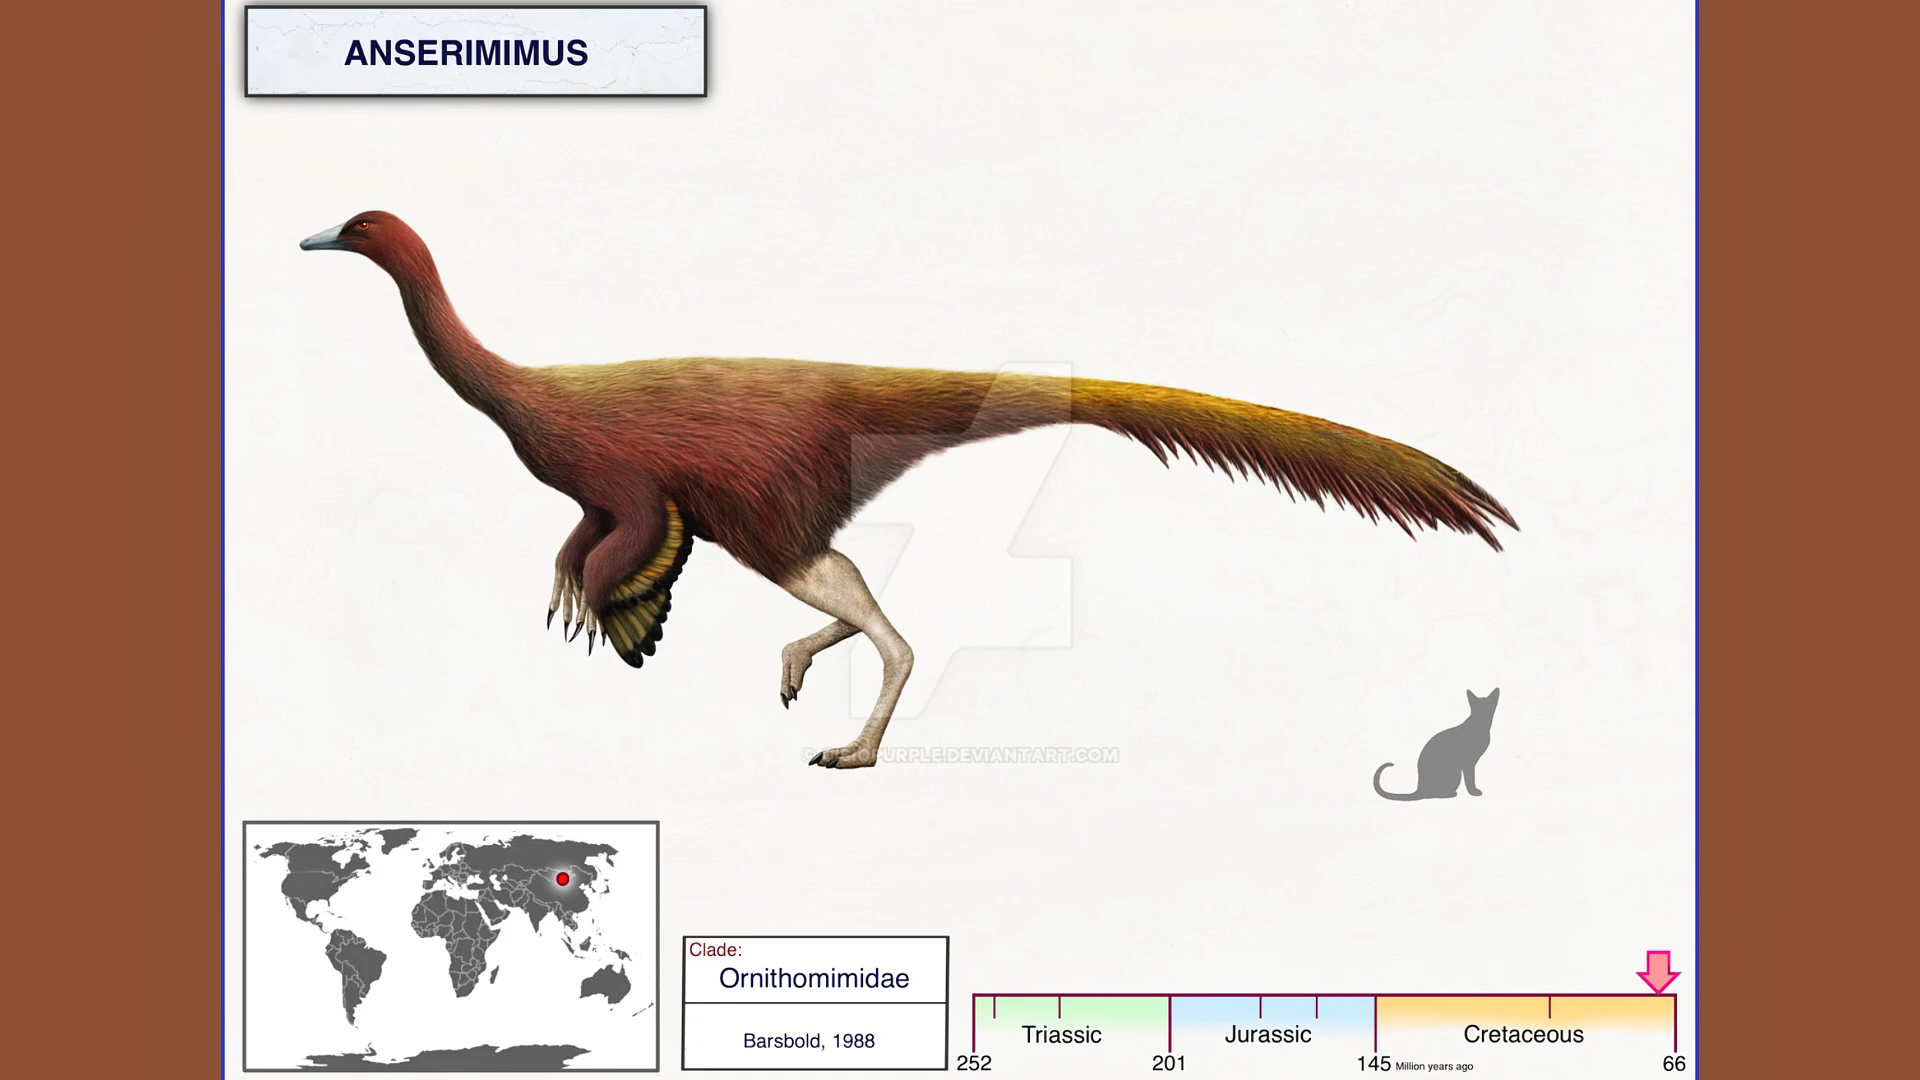 ANSERIMIMUS
Clade:
Ornithomimidae
Barsbold, 1988
Triassic
Jurassic
Cretaceous
252
201
145
Million years ago
66